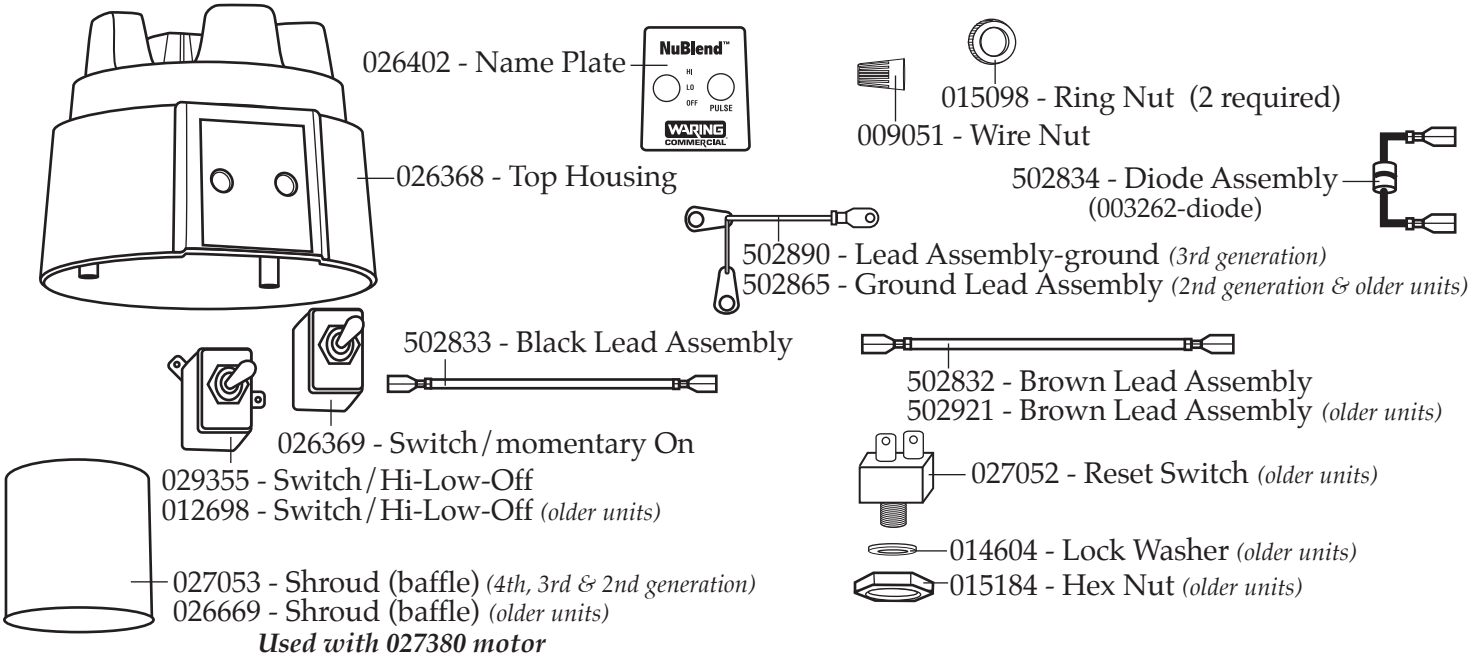 026402 - Name Plate
NuBlend™
HI
LO
OFF
PULSE
WARING
COMMERCIAL
015098 - Ring Nut (2 required)
009051 - Wire Nut
026368 - Top Housing
502834 - Diode Assembly
(003262-diode)
502890 - Lead Assembly-ground (3rd generation)
502865 - Ground Lead Assembly (2nd generation & older units)
502833 - Black Lead Assembly
502832 - Brown Lead Assembly
502921 - Brown Lead Assembly (older units)
026369 - Switch/momentary On
029355 - Switch/Hi-Low-Off
012698 - Switch/Hi-Low-Off (older units)
027052 - Reset Switch (older units)
014604 - Lock Washer (older units)
015184 - Hex Nut (older units)
027053 - Shroud (baffle) (4th, 3rd & 2nd generation)
026669 - Shroud (baffle) (older units)
Used with 027380 motor